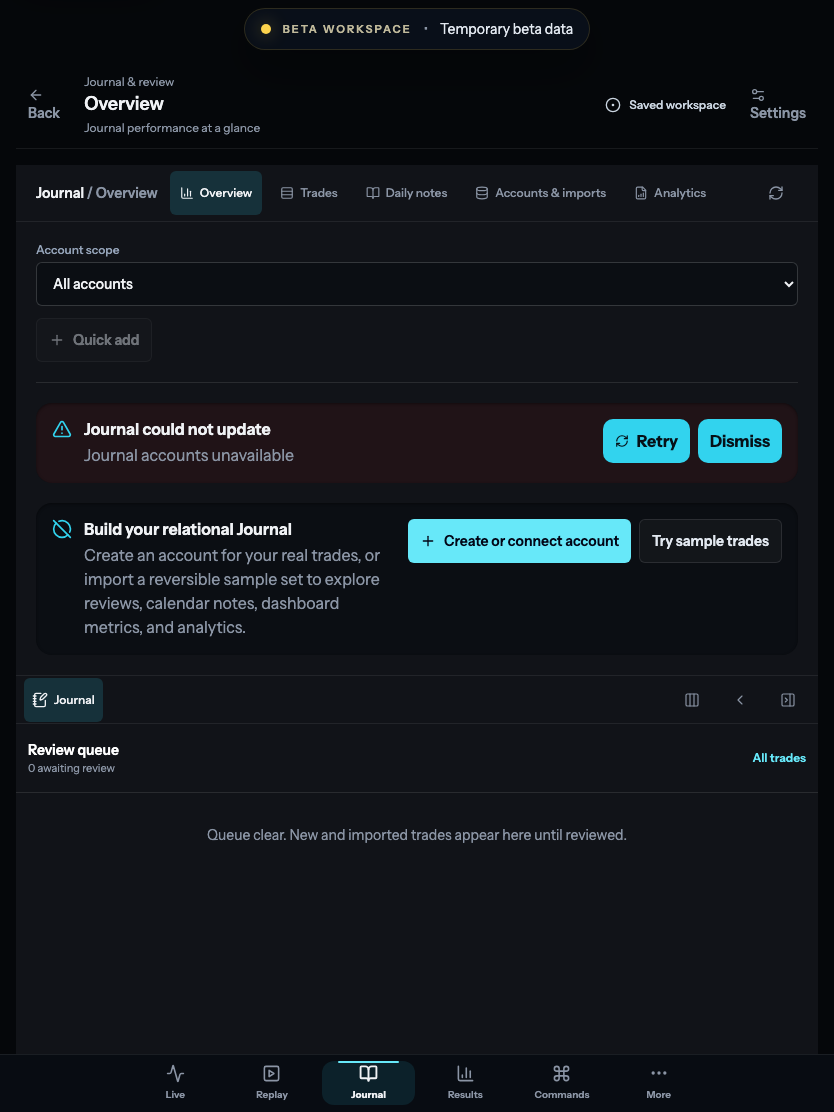 BETA WORKSPACE · Temporary beta data
Journal & review
Back
Overview
Journal performance at a glance
Saved workspace
Settings
Journal / Overview
Overview
Trades
Daily notes
Accounts & imports
Analytics
Account scope
All accounts
Quick add
Journal could not update
Journal accounts unavailable
Retry
Dismiss
Build your relational Journal
Create an account for your real trades, or
import a reversible sample set to explore
reviews, calendar notes, dashboard
metrics, and analytics.
Create or connect account
Try sample trades
Journal
Review queue
0 awaiting review
All trades
Queue clear. New and imported trades appear here until reviewed.
Live
Replay
Journal
Results
Commands
More